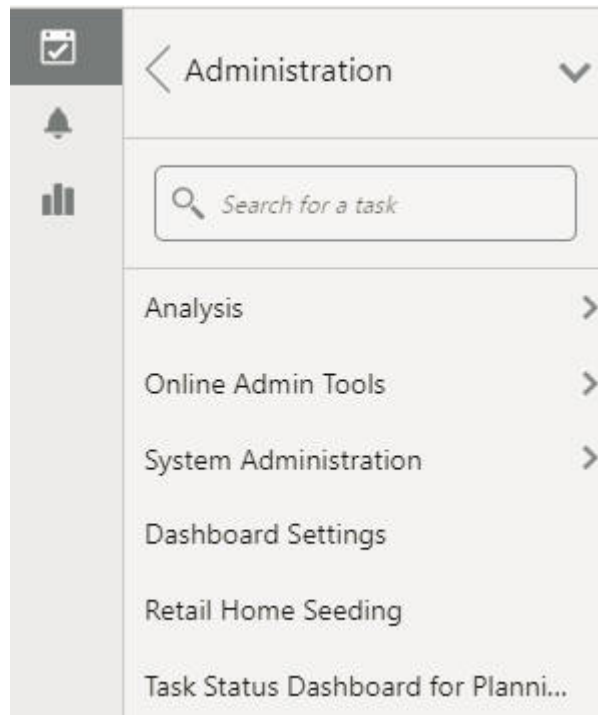 Administration
Search for a task
Analysis
Online Admin Tools
System Administration
Dashboard Settings
Retail Home Seeding
Task Status Dashboard for Planni...